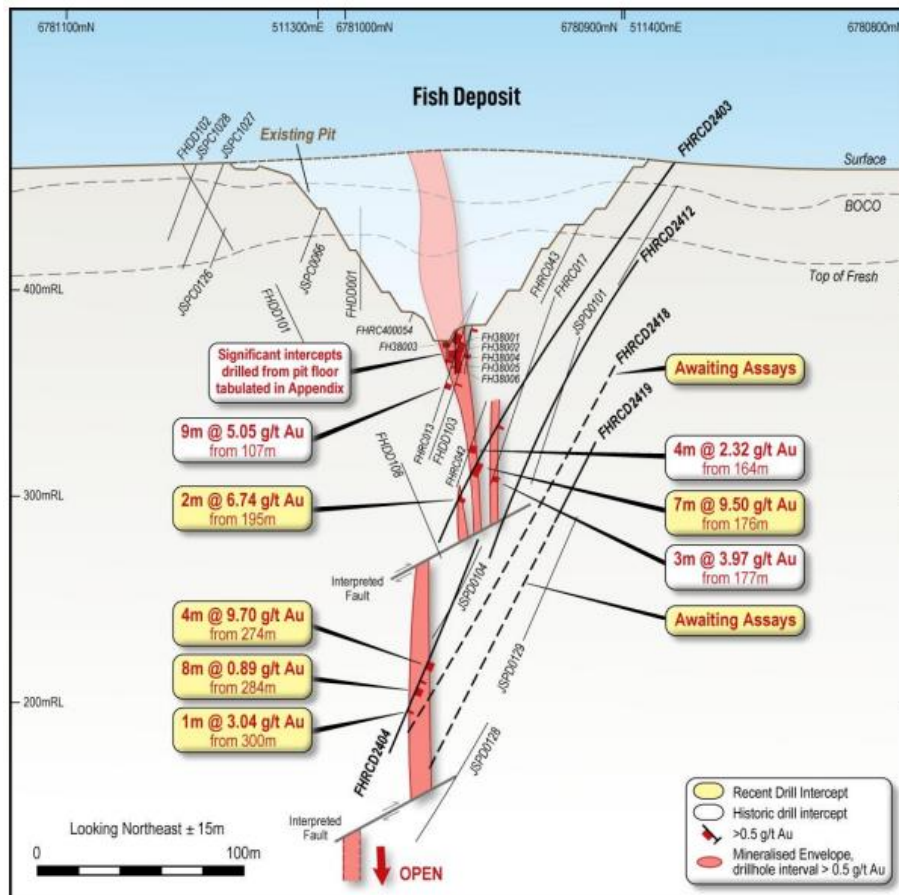 6781100mN
511300mE
6781000mN
6780900mN
511400mE
6780800mN
Fish Deposit
FHDD102
JSPC1028
JSPC1027
Existing Pit
FHRCD2403
Surface
BOCO
FHRCD2412
Top of Fresh
JSPC0126
FHDD101
JSPC0066
FHDD001
FHRC043
FHRC017
JSPD0101
400mRL
FHRC400054
FH38003
FH38001
FH38002
FH38004
FH38005
FH38006
FHRCD2418
Significant intercepts
drilled from pit floor
tabulated in Appendix
Awaiting Assays
FHRCD2419
9m @ 5.05 g/t Au
from 107m
FHDD108
FHRC013
FHDD103
FHRC042
4m @ 2.32 g/t Au
from 164m
300mRL
2m @ 6.74 g/t Au
from 195m
7m @ 9.50 g/t Au
from 176m
3m @ 3.97 g/t Au
from 177m
Interpreted
Fault
JSPD0104
4m @ 9.70 g/t Au
from 274m
Awaiting Assays
8m @ 0.89 g/t Au
from 284m
JSPD0129
200mRL
1m @ 3.04 g/t Au
from 300m
FHRCD2404
JSPD0128
Interpreted
Fault
Looking Northeast ± 15m
0
100m
OPEN
Recent Drill Intercept
Historic drill intercept
>0.5 g/t Au
Mineralised Envelope,
drillhole interval > 0.5 g/t Au